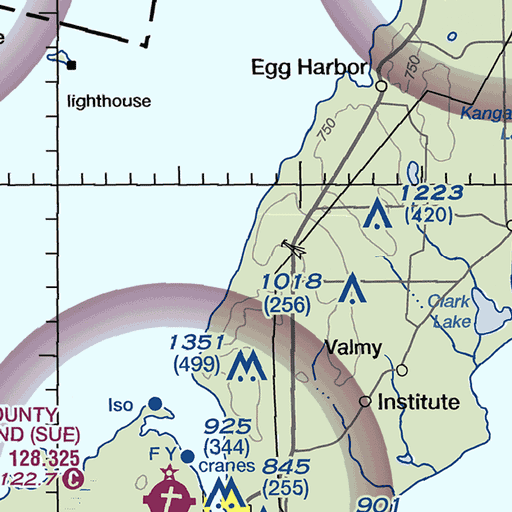 e
Egg Harbor
750
lighthouse
750
Kanga
L
1223
(420)
1018
(256)
Clark
Lake
1351
(499)
Valmy
Iso
Institute
OUNTY
ND (SUE)
925
(344)
cranes
F Y
128.325
122.7 C
845
(255)
901